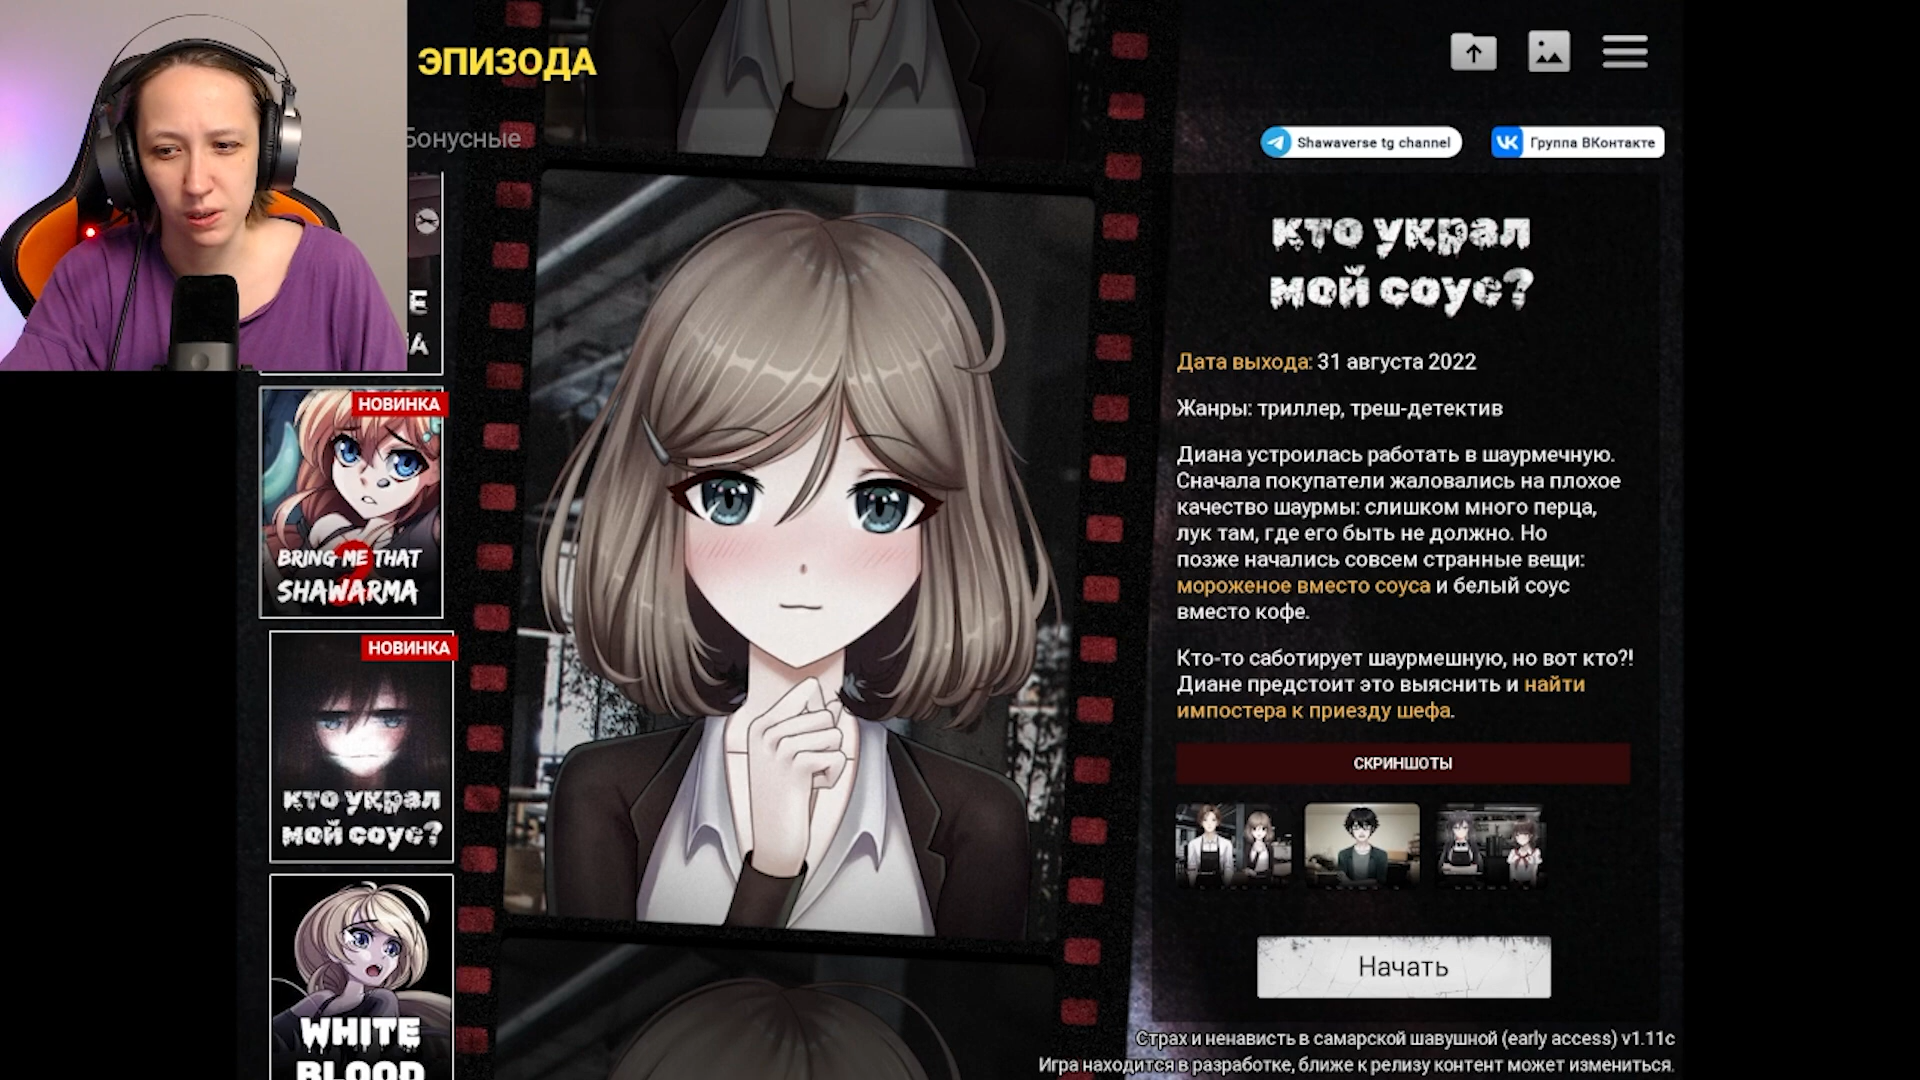 ЭПИЗОДА
Бонусные
Shawaverse tg channel
Группа ВКонтакте
кто украл
мой соус?
Дата выхода: 31 августа 2022
Жанры: триллер, треш-детектив
Диана устроилась работать в шаурмечную.
Сначала покупатели жаловались на плохое
качество шаурмы: слишком много перца,
лук там, где его быть не должно. Но
позже начались совсем странные вещи:
мороженое вместо соуса и белый соус
вместо кофе.
Кто-то саботирует шаурмешную, но вот кто?!
Диане предстоит это выяснить и найти
импостера к приезду шефа.
СКРИНШОТЫ
Начать
Страх и ненависть в самарской шавушной (early access) v1.11c
Игра находится в разработке, ближе к релизу контент может измениться.
Е
А
НОВИНКА
BRING ME THAT
2
SHAWARMA
НОВИНКА
кто украл
мой соус?
WHITE
BLOOD